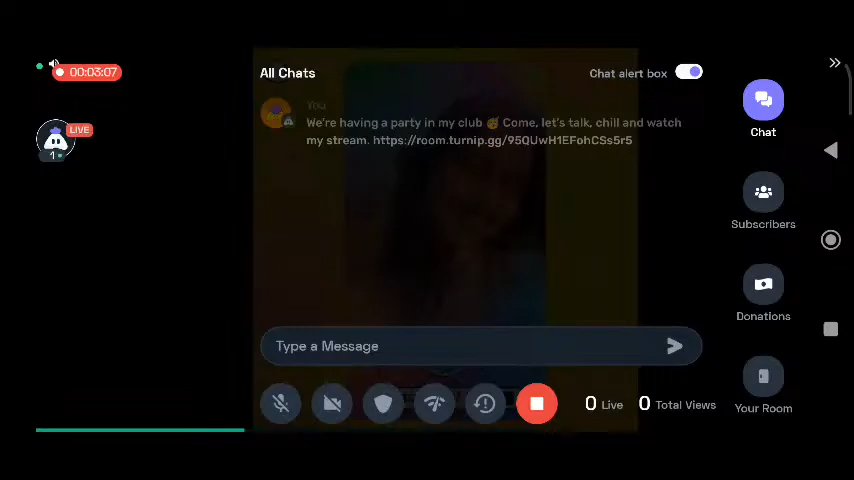 00:03:07
All Chats
Chat alert box
LIVE
1
You
We're having a party in my club 🥳 Come, let's talk, chill and watch
my stream. https://room.turnip.gg/95QUwH1EFohCSs5r5
Chat
Subscribers
Donations
Type a Message
0 Live 0 Total Views
Your Room